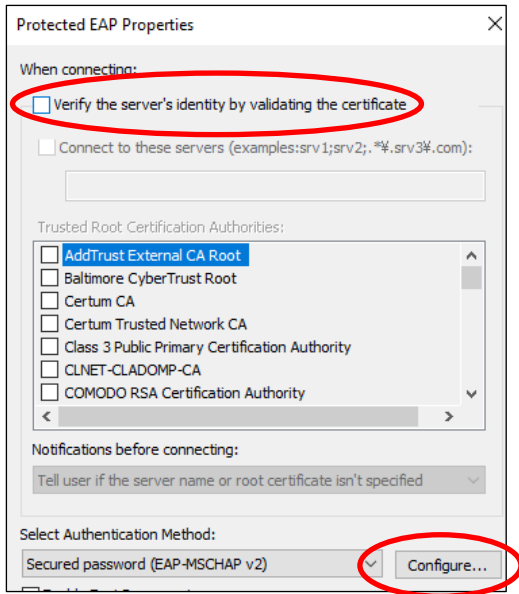 Protected EAP Properties
When connecting:
Verify the server's identity by validating the certificate
Connect to these servers (examples:srv1;srv2;.*¥.srv3¥.com):
Trusted Root Certification Authorities:
AddTrust External CA Root
Baltimore CyberTrust Root
Certum CA
Certum Trusted Network CA
Class 3 Public Primary Certification Authority
CLNET-CLADOMP-CA
COMODO RSA Certification Authority
Notifications before connecting:
Tell user if the server name or root certificate isn't specified
Select Authentication Method:
Secured password (EAP-MSCHAP v2)
Configure...